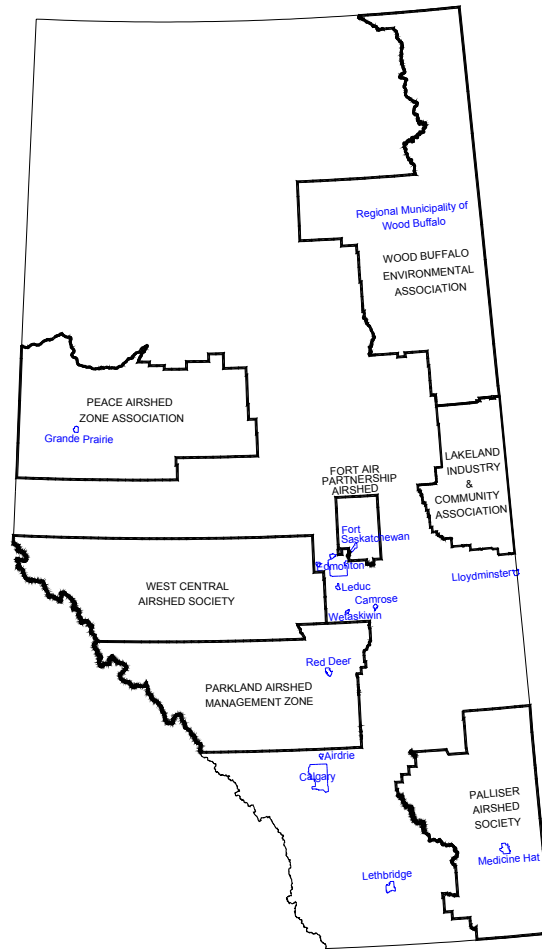 Regional Municipality of
Wood Buffalo
WOOD BUFFALO
ENVIRONMENTAL
ASSOCIATION
PEACE AIRSHED
ZONE ASSOCIATION
Grande Prairie
LAKELAND
INDUSTRY
&
COMMUNITY
ASSOCIATION
FORT AIR
PARTNERSHIP
AIRSHED
Fort
Saskatchewan
Edmonton
Lloydminster
WEST CENTRAL
AIRSHED SOCIETY
Leduc
Camrose
Wetaskiwin
Red Deer
PARKLAND AIRSHED
MANAGEMENT ZONE
Airdrie
Calgary
PALLISER
AIRSHED
SOCIETY
Medicine Hat
Lethbridge